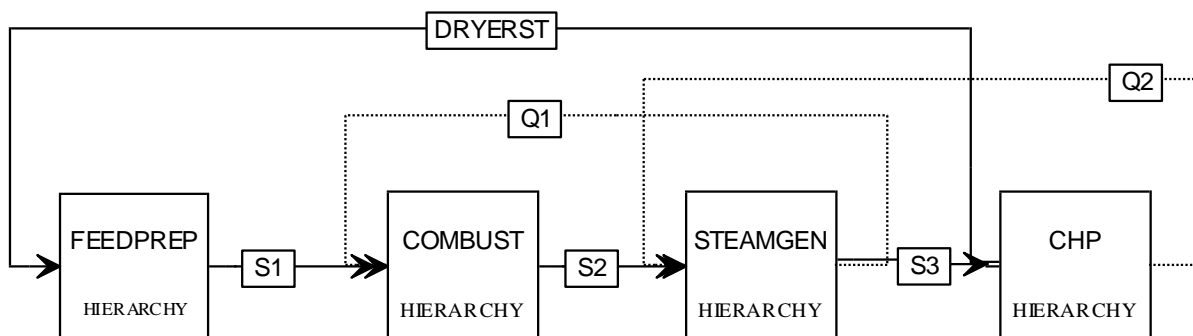 DRYERST
Q2
Q1
FEEDPREP
HIERARCHY
S1
COMBUST
HIERARCHY
S2
STEAMGEN
HIERARCHY
S3
CHP
HIERARCHY